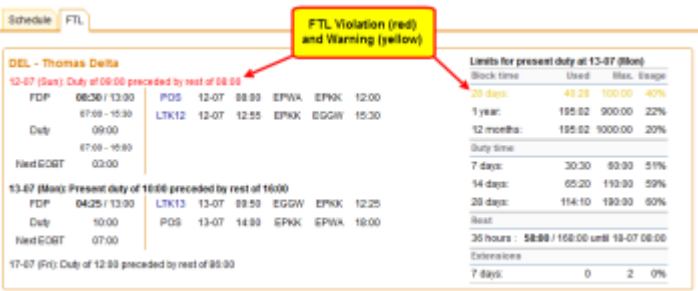 Schedule FTL
FTL Violation (red)
and Warning (yellow)
DEL - Thomas Delta
12-07 (Sun): Duty of 09:00 preceded by rest of 08:00
FDP 08:30 / 13:00 POS 12-07 08:00 EPWA EPKK 12:00
07:00 - 15:30 LTK12 12-07 12:55 EPKK EGGW 15:30
Duty 09:00
07:00 - 16:00
Next EOBT 03:00
13-07 (Mon): Present duty of 10:00 preceded by rest of 16:00
FDP 04:25 / 13:00 LTK13 13-07 09:50 EGGW EPKK 12:25
Duty 10:00 POS 13-07 14:00 EPKK EPWA 18:00
Next EOBT 07:00
17-07 (Fri): Duty of 12:00 preceded by rest of 86:00
Limits for present duty at 13-07 (Mon)
Block time Used Max. Usage
28 days: 40:28 100:00 40%
1 year: 195:02 900:00 22%
12 months: 195:02 1000:00 20%
Duty time
7 days: 30:30 60:00 51%
14 days: 65:20 110:00 59%
28 days: 114:10 190:00 60%
Rest
36 hours : 58:00 / 168:00 until 18-07 08:00
Extensions
7 days: 0 2 0%